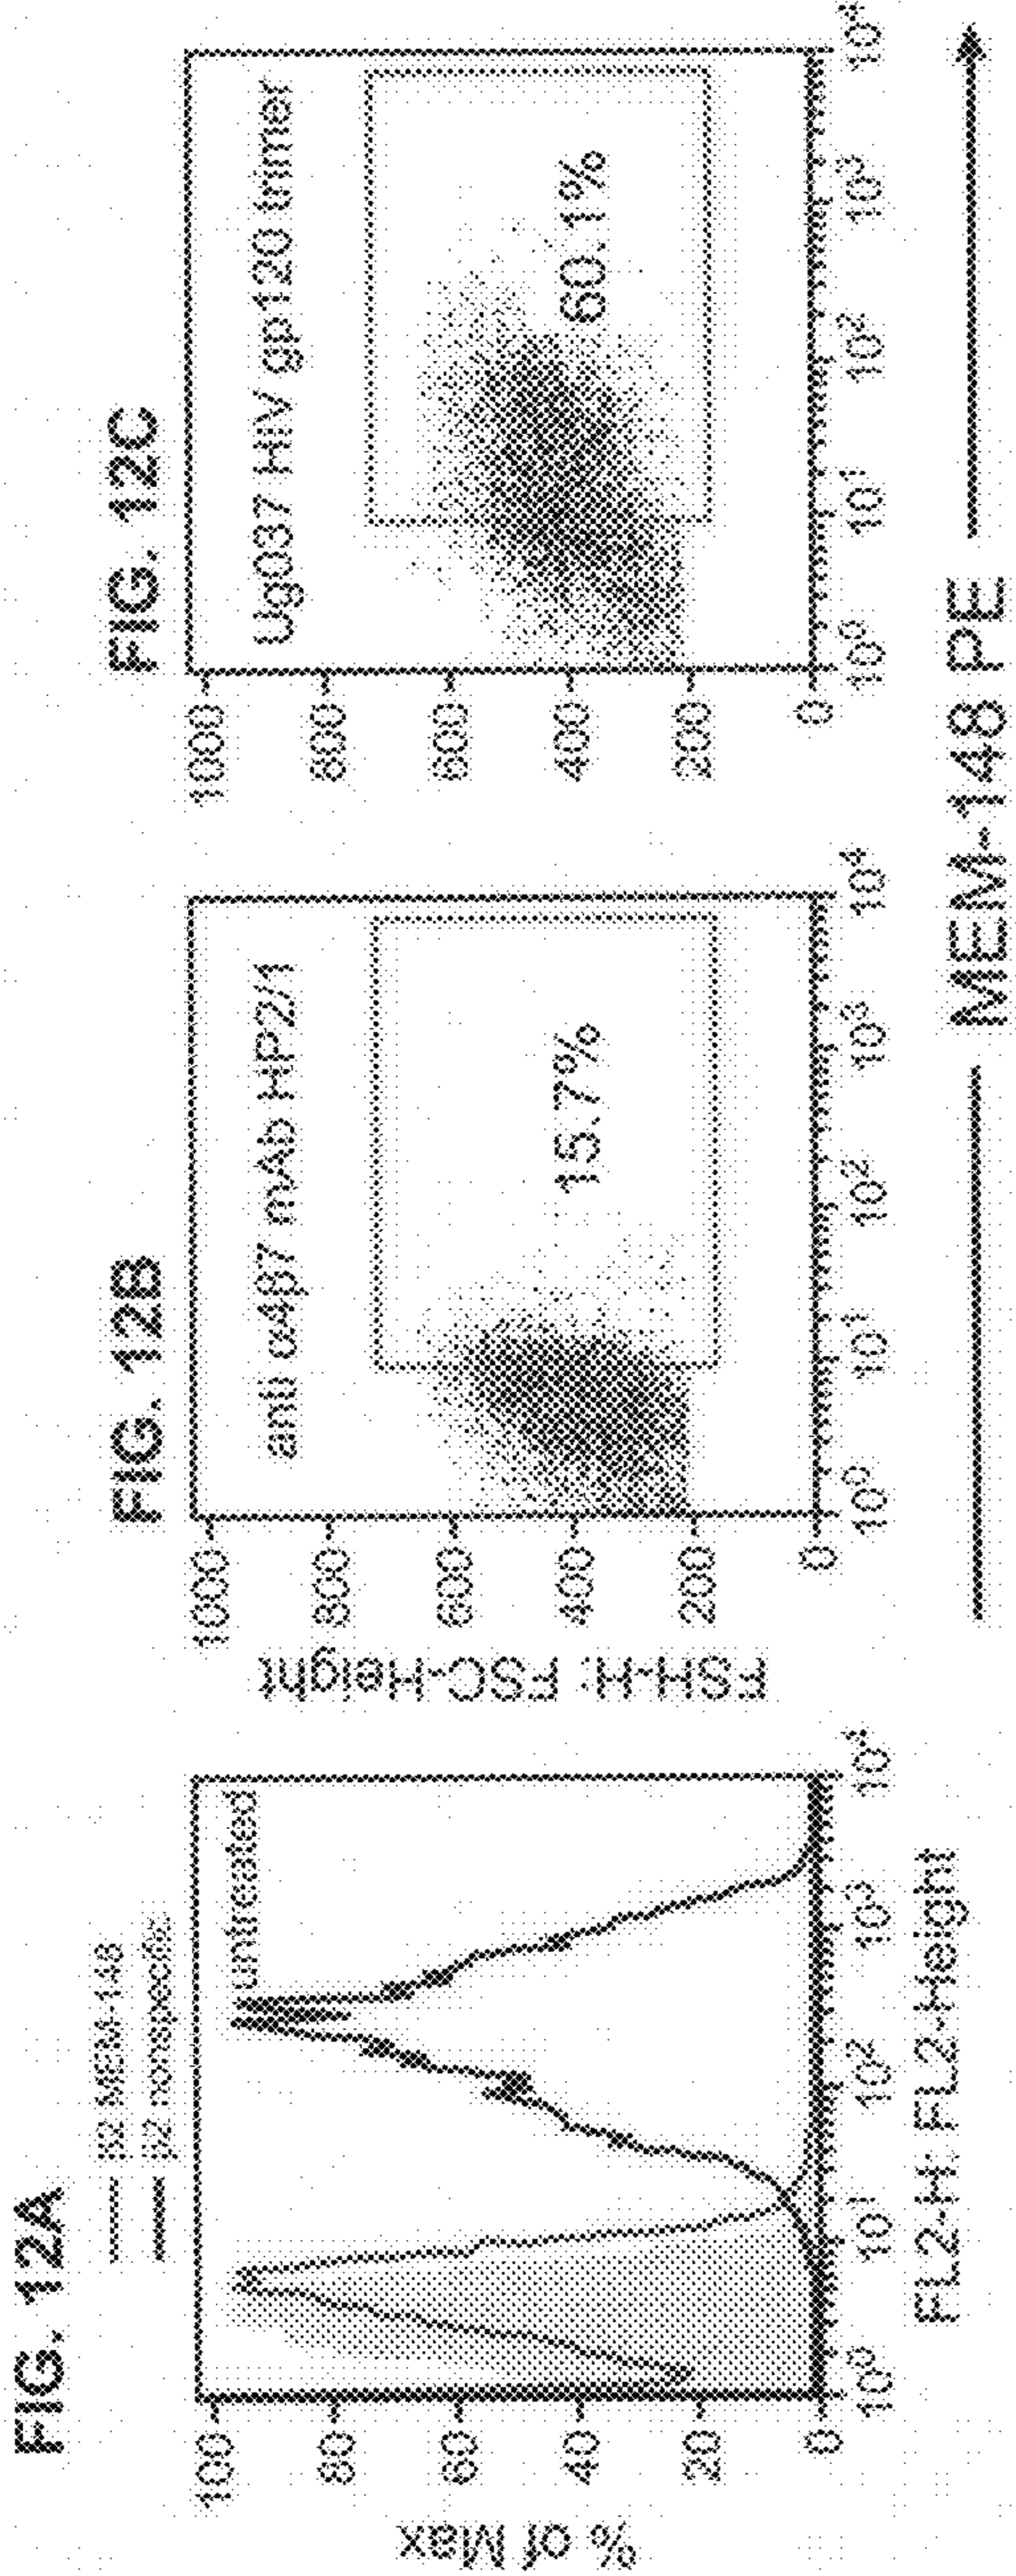 FIG. 12A
β2 MEM-148
β2 nonspecific
untreated
% of Max
100
80
60
40
20
0
10⁰
10¹
10²
10³
10⁴
FL2-H: FL2-Height
FIG. 12B
anti α4β7 mAb HP2/1
15.7%
FSH-H: FSC-Height
1000
800
600
400
200
0
10⁰
10¹
10²
10³
10⁴
FIG. 12C
Ug037 HIV gp120 trimer
60.1%
1000
800
600
400
200
0
10⁰
10¹
10²
10³
10⁴
MEM-148 PE